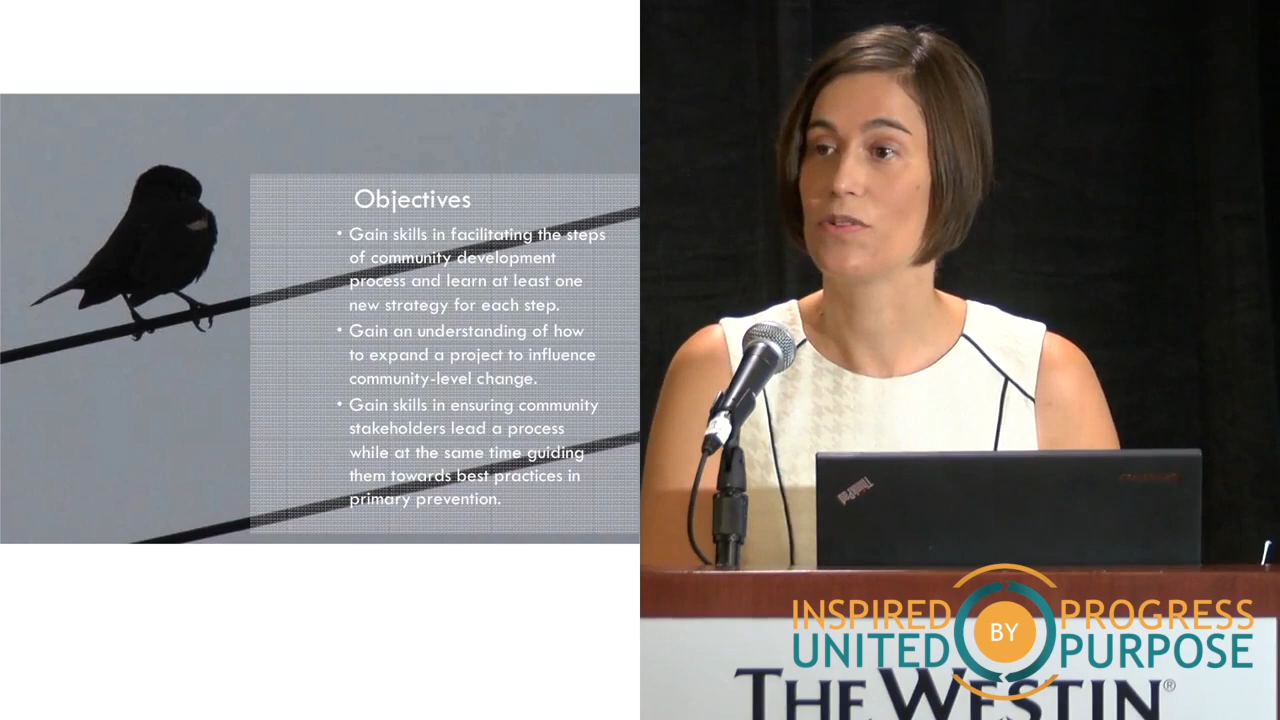 Objectives
• Gain skills in facilitating the steps
of community development
process and learn at least one
new strategy for each step.
• Gain an understanding of how
to expand a project to influence
community-level change.
• Gain skills in ensuring community
stakeholders lead a process
while at the same time guiding
them towards best practices in
primary prevention.
ThinkPad
INSPIRED BY PROGRESS
UNITED PURPOSE
THE WESTIN®